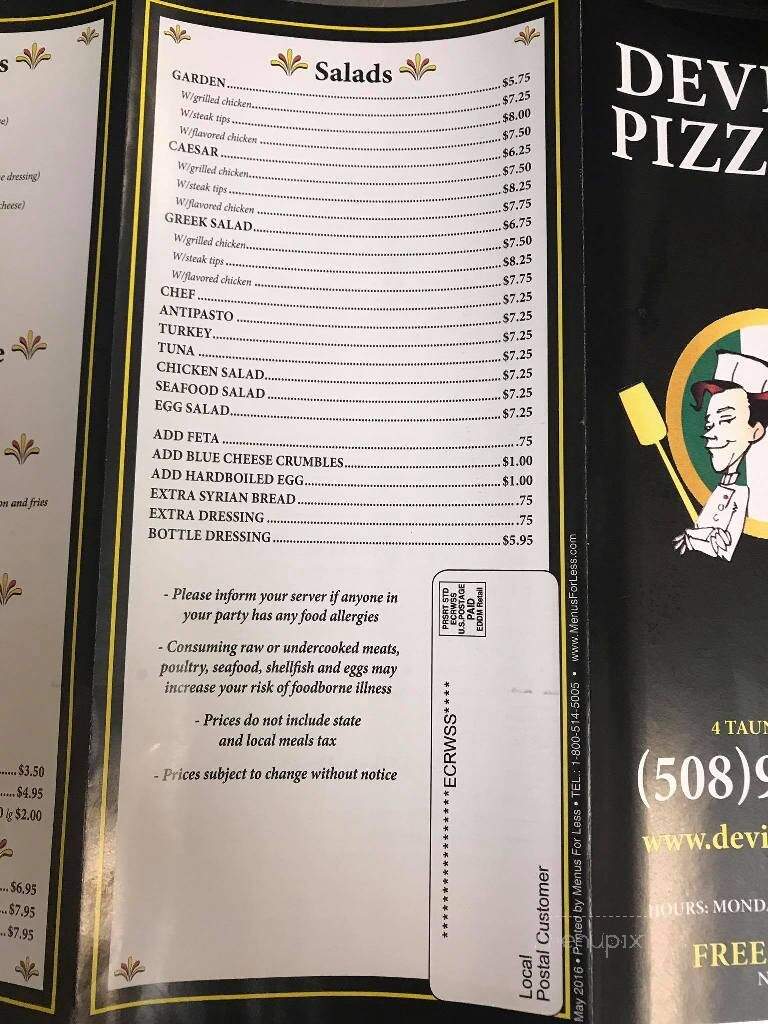 s
e)
e dressing)
cheese)
e
on and fries
$3.50
$4.95
lg $2.00
$6.95
$7.95
$7.95
Salads
GARDEN $5.75
W/grilled chicken $7.25
W/steak tips $8.00
W/flavored chicken $7.50
CAESAR $6.25
W/grilled chicken $7.50
W/steak tips $8.25
W/flavored chicken $7.75
GREEK SALAD $6.75
W/grilled chicken $7.50
W/steak tips $8.25
W/flavored chicken $7.75
CHEF $7.25
ANTIPASTO $7.25
TURKEY $7.25
TUNA $7.25
CHICKEN SALAD $7.25
SEAFOOD SALAD $7.25
EGG SALAD $7.25
ADD FETA .75
ADD BLUE CHEESE CRUMBLES $1.00
ADD HARDBOILED EGG $1.00
EXTRA SYRIAN BREAD .75
EXTRA DRESSING .75
BOTTLE DRESSING $5.95
- Please inform your server if anyone in
your party has any food allergies
- Consuming raw or undercooked meats,
poultry, seafood, shellfish and eggs may
increase your risk of foodborne illness
- Prices do not include state
and local meals tax
- Prices subject to change without notice
PRSRT STD
ECRWSS
U.S.POSTAGE
PAID
EDDM Retail
******************ECRWSS****
Local
Postal Customer
May 2016 • Printed by Menus For Less • TEL.: 1-800-514-5005 • www.MenusForLess.com
DEVI
PIZZ
4 TAUN
(508)9
www.devi
HOURS: MONDA
FREE
N
menupix